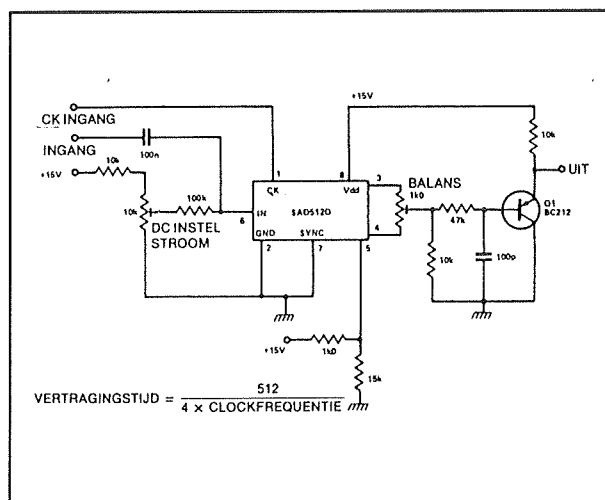 +15V
CK INGANG
INGANG
100n
10k
+15V
10k
100k
DC INSTEL
STROOM
1
8
3
CK
Vdd
6
IN
SAD512D
GND
SYNC
4
2
7
5
BALANS
1k0
47k
10k
100p
10k
UIT
Q1
BC212
+15V
1k0
15k
VERTRAGINGSTIJD = 512
4 × CLOCKFREQUENTIE